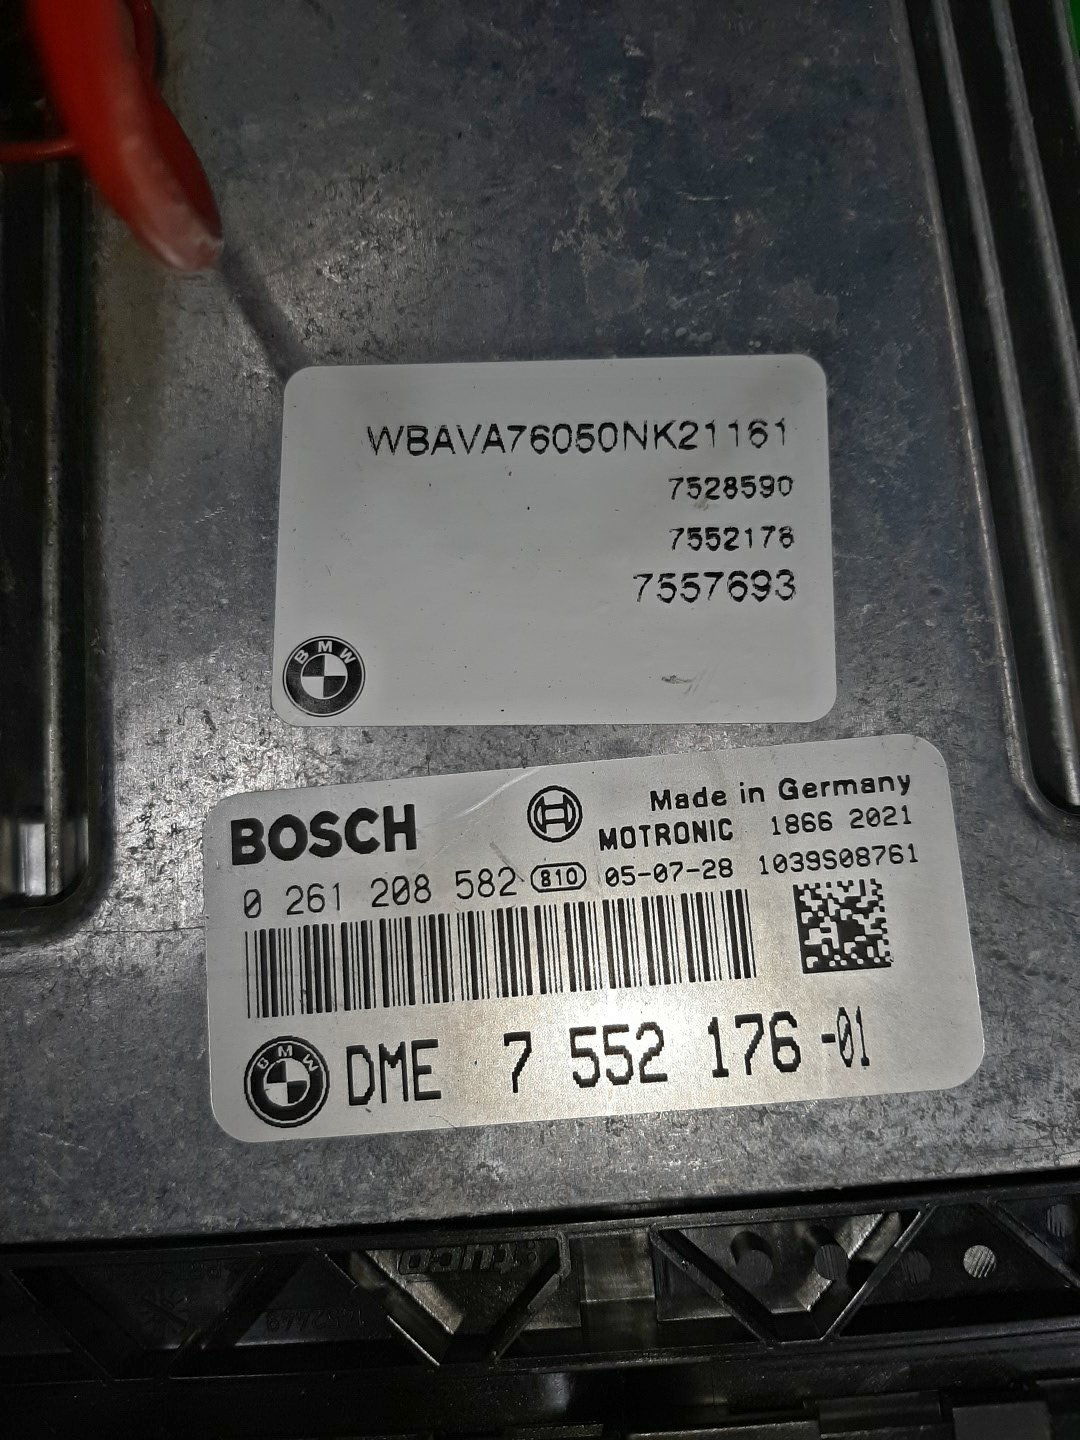 WBAVA76050NK21161
7528590
7552178
7557693
BMW
BOSCH
Made in Germany
MOTRONIC 1866 2021
0 261 208 582 810 05-07-28 1039S08761
BMW
DME 7 552 176-01
tyco